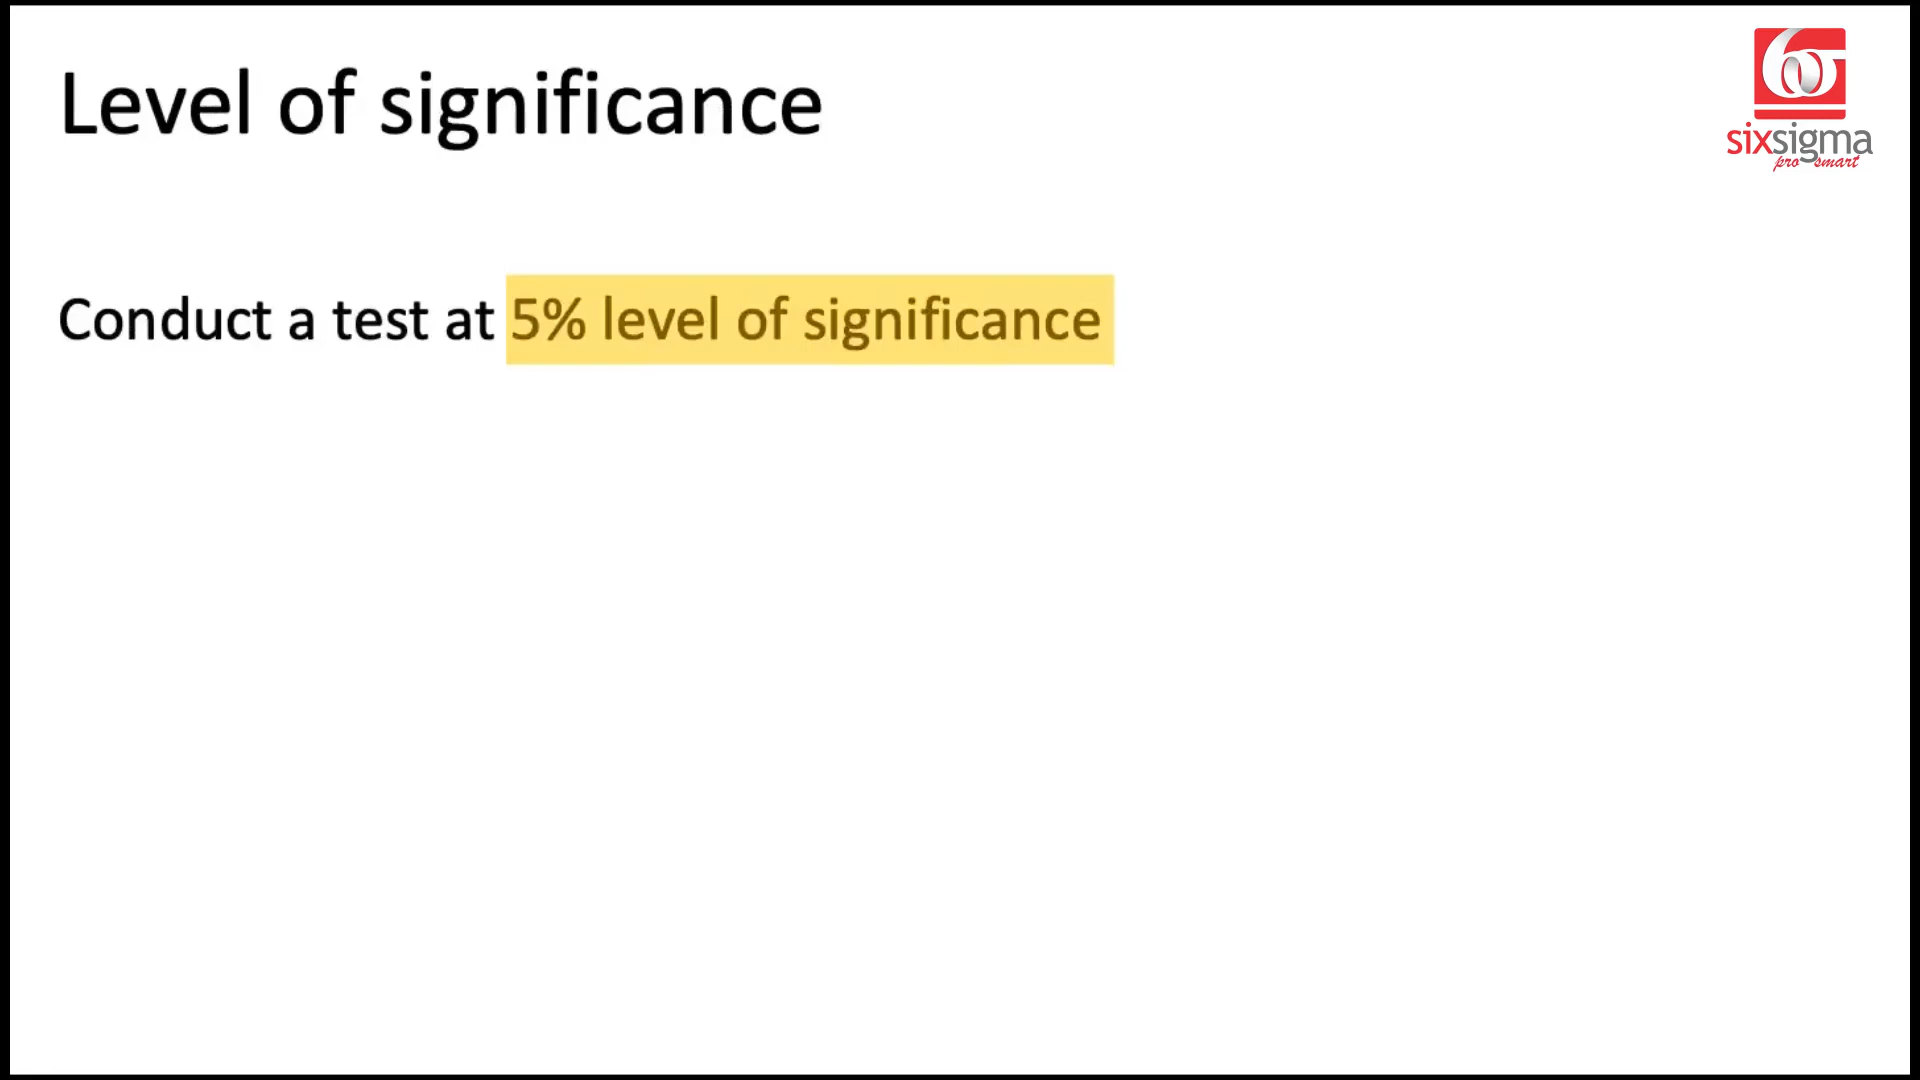 Level of significance
sixsigma
pro smart
Conduct a test at 5% level of significance